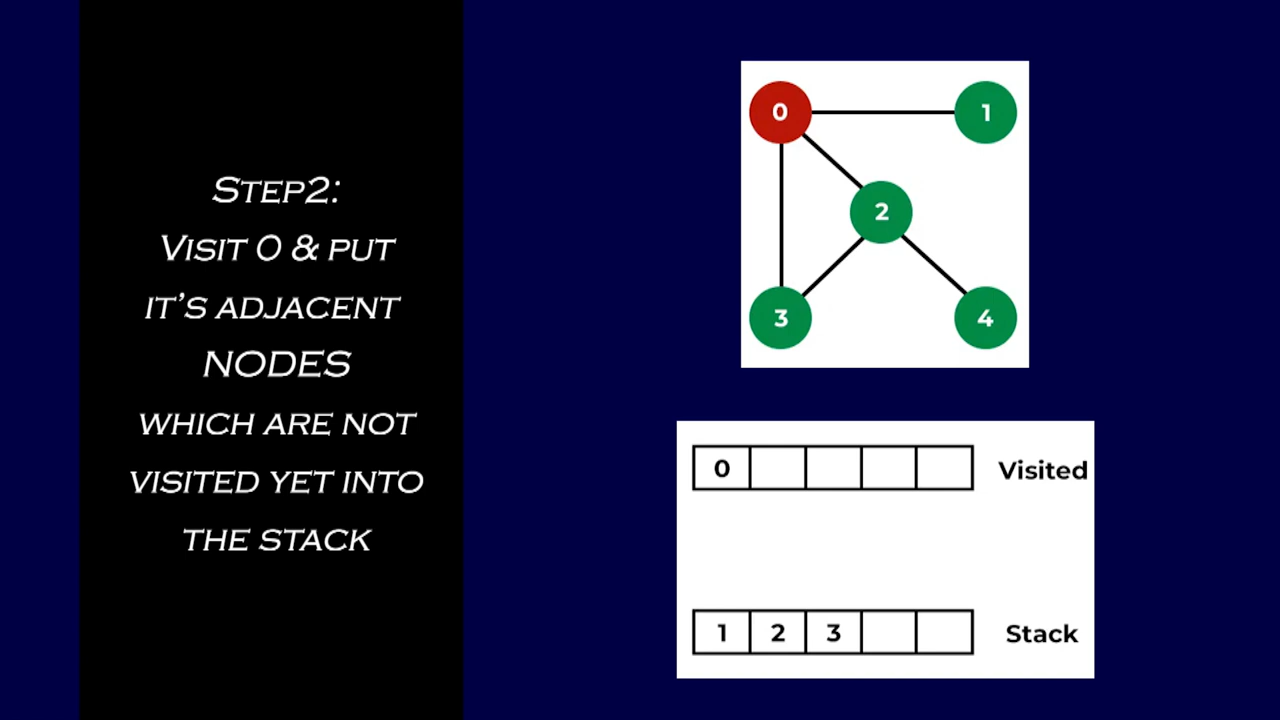 Step2:
Visit 0 & put
it's adjacent
NODES
which are not
visited yet into
the stack
0 1
2
3 4
0 Visited
1 2 3 Stack